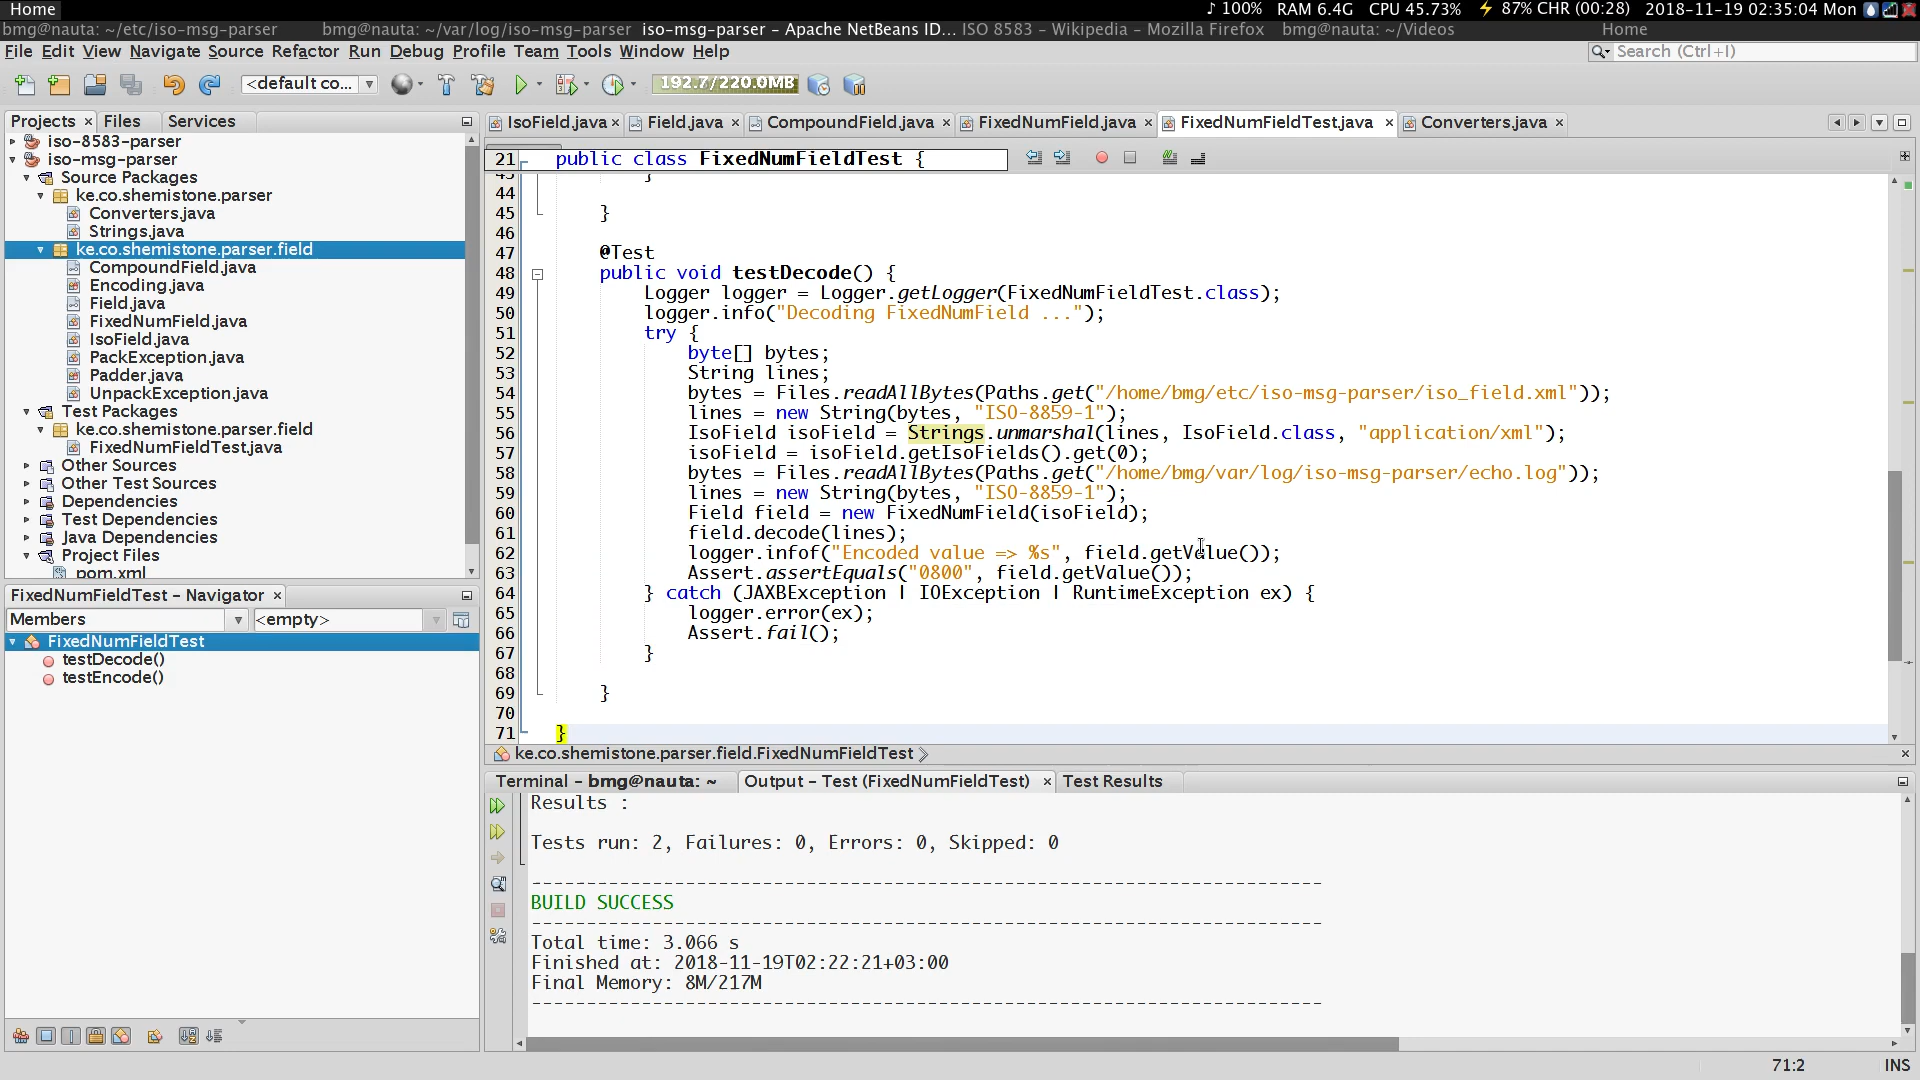 Home
♪ 100% RAM 6.4G CPU 45.73% ⚡ 87% CHR (00:28) 2018-11-19 02:35:04 Mon
bmg@nauta: ~/etc/iso-msg-parser bmg@nauta: ~/var/log/iso-msg-parser iso-msg-parser - Apache NetBeans ID... ISO 8583 - Wikipedia - Mozilla Firefox bmg@nauta: ~/Videos Home
File Edit View Navigate Source Refactor Run Debug Profile Team Tools Window Help
Search (Ctrl+I)
<default co... 192.7/220.0MB
Projects × Files Services
iso-8583-parser
iso-msg-parser
Source Packages
ke.co.shemistone.parser
Converters.java
Strings.java
ke.co.shemistone.parser.field
CompoundField.java
Encoding.java
Field.java
FixedNumField.java
IsoField.java
PackException.java
Padder.java
UnpackException.java
Test Packages
ke.co.shemistone.parser.field
FixedNumFieldTest.java
Other Sources
Other Test Sources
Dependencies
Test Dependencies
Java Dependencies
Project Files
pom.xml
FixedNumFieldTest - Navigator ×
Members <empty>
FixedNumFieldTest
testDecode()
testEncode()
IsoField.java × Field.java × CompoundField.java × FixedNumField.java × FixedNumFieldTest.java × Converters.java ×
21 public class FixedNumFieldTest {
43 }
44
45 }
46
47 @Test
48 public void testDecode() {
49 Logger logger = Logger.getLogger(FixedNumFieldTest.class);
50 logger.info("Decoding FixedNumField ...");
51 try {
52 byte[] bytes;
53 String lines;
54 bytes = Files.readAllBytes(Paths.get("/home/bmg/etc/iso-msg-parser/iso_field.xml"));
55 lines = new String(bytes, "ISO-8859-1");
56 IsoField isoField = Strings.unmarshal(lines, IsoField.class, "application/xml");
57 isoField = isoField.getIsoFields().get(0);
58 bytes = Files.readAllBytes(Paths.get("/home/bmg/var/log/iso-msg-parser/echo.log"));
59 lines = new String(bytes, "ISO-8859-1");
60 Field field = new FixedNumField(isoField);
61 field.decode(lines);
62 logger.infof("Encoded value => %s", field.getValue());
63 Assert.assertEquals("0800", field.getValue());
64 } catch (JAXBException | IOException | RuntimeException ex) {
65 logger.error(ex);
66 Assert.fail();
67 }
68
69 }
70
71 }
ke.co.shemistone.parser.field.FixedNumFieldTest
Terminal - bmg@nauta: ~ Output - Test (FixedNumFieldTest) × Test Results
Results :
Tests run: 2, Failures: 0, Errors: 0, Skipped: 0
------------------------------------------------------------------------
BUILD SUCCESS
------------------------------------------------------------------------
Total time: 3.066 s
Finished at: 2018-11-19T02:22:21+03:00
Final Memory: 8M/217M
------------------------------------------------------------------------
71:2 INS